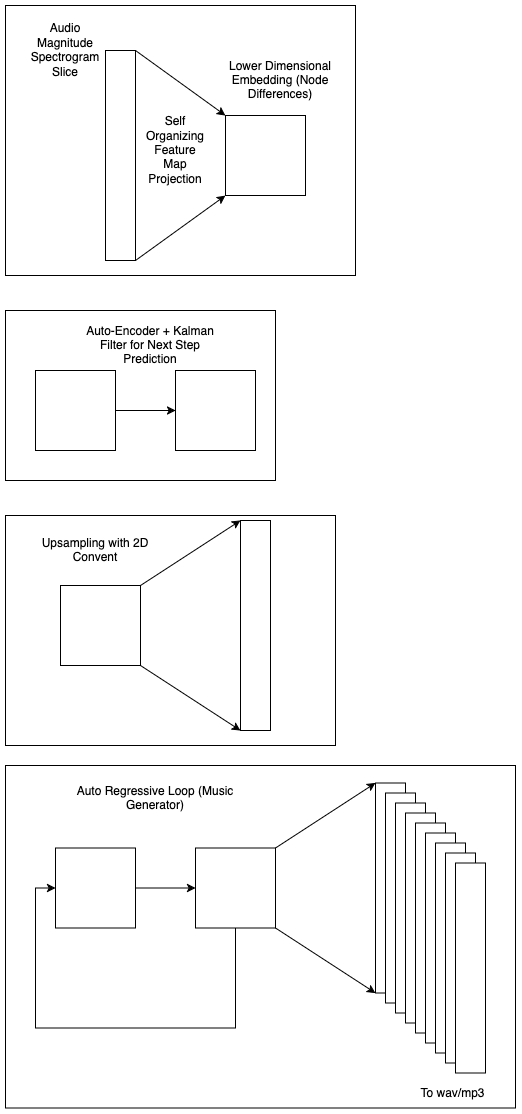 Audio
Magnitude
Spectrogram
Slice
Lower Dimensional
Embedding (Node
Differences)
Self
Organizing
Feature
Map
Projection
Auto-Encoder + Kalman
Filter for Next Step
Prediction
Upsampling with 2D
Convent
Auto Regressive Loop (Music
Generator)
To wav/mp3